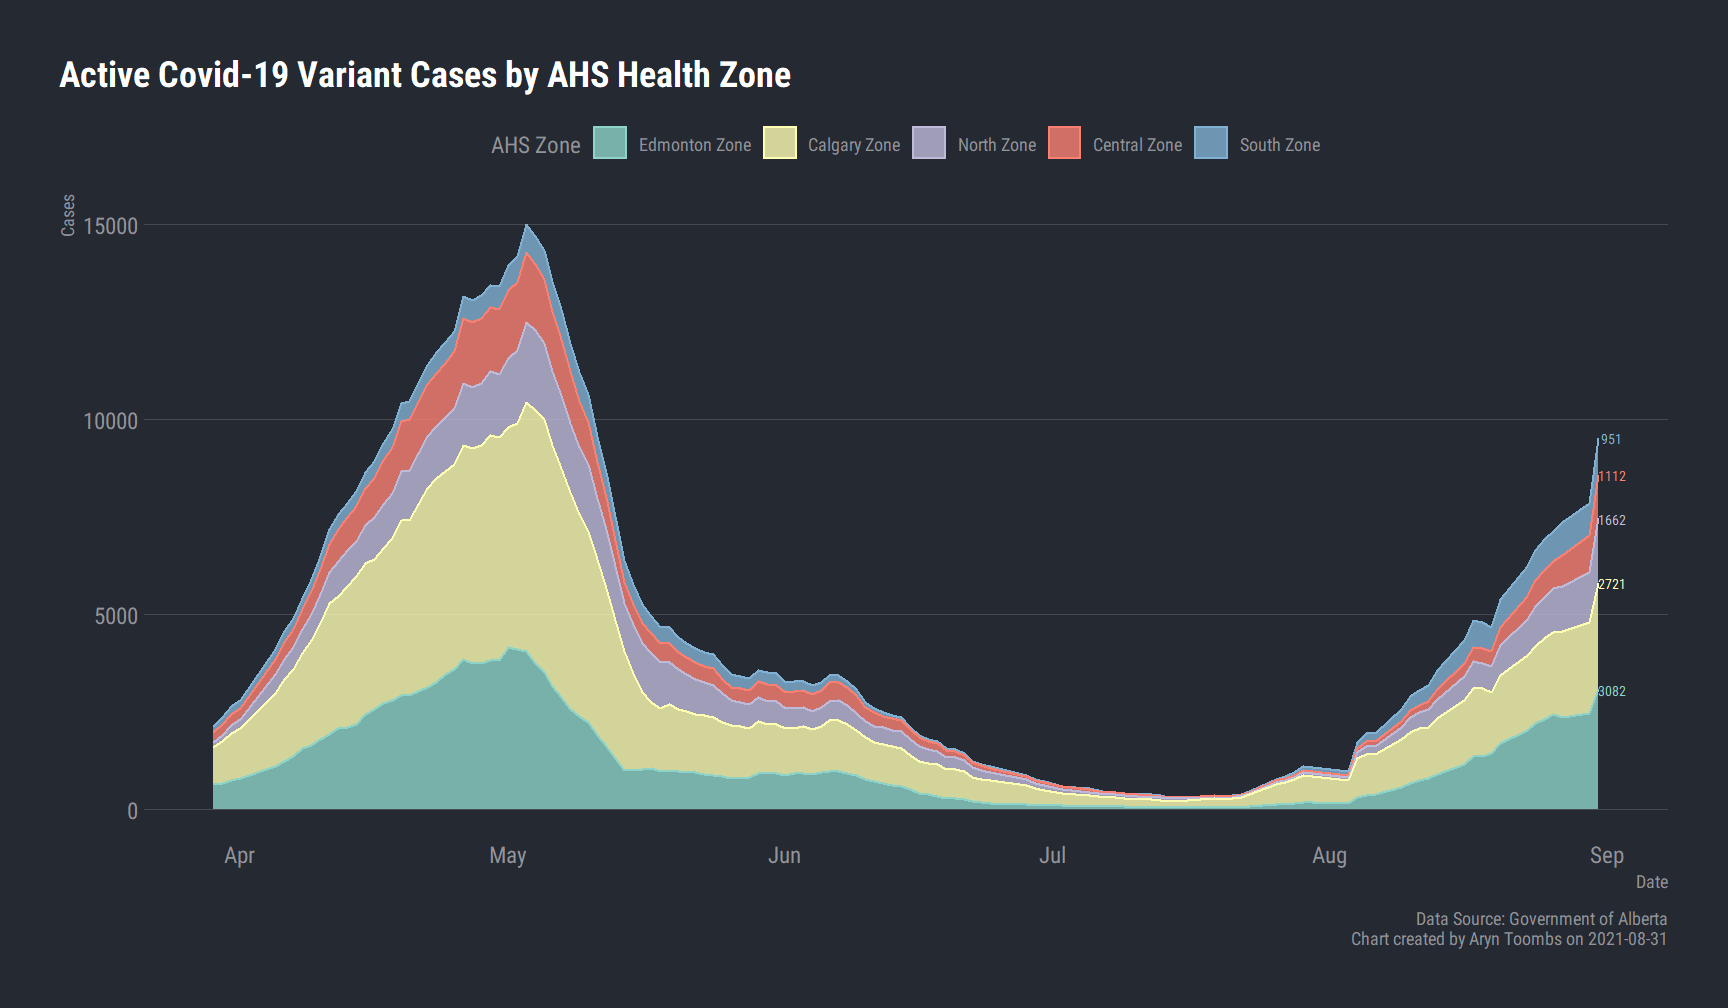 Active Covid-19 Variant Cases by AHS Health Zone
AHS Zone Edmonton Zone Calgary Zone North Zone Central Zone South Zone
Cases
15000
10000
5000
0
951
1112
1662
2721
3082
Apr May Jun Jul Aug Sep
Date
Data Source: Government of Alberta
Chart created by Aryn Toombs on 2021-08-31